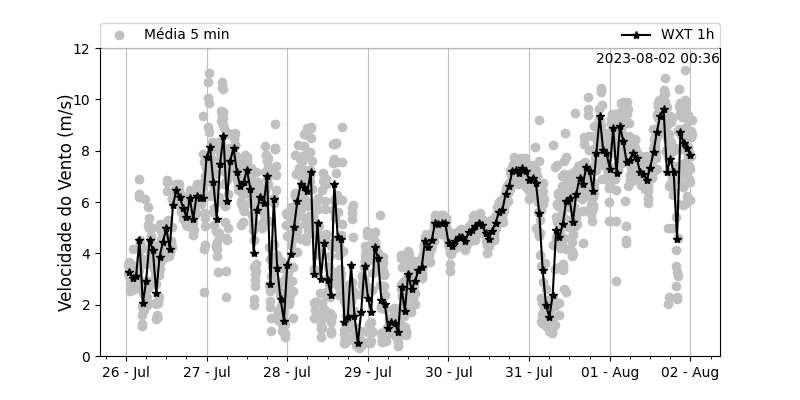 Média 5 min
WXT 1h
2023-08-02 00:36
Velocidade do Vento (m/s)
12
10
8
6
4
2
0
26 - Jul
27 - Jul
28 - Jul
29 - Jul
30 - Jul
31 - Jul
01 - Aug
02 - Aug